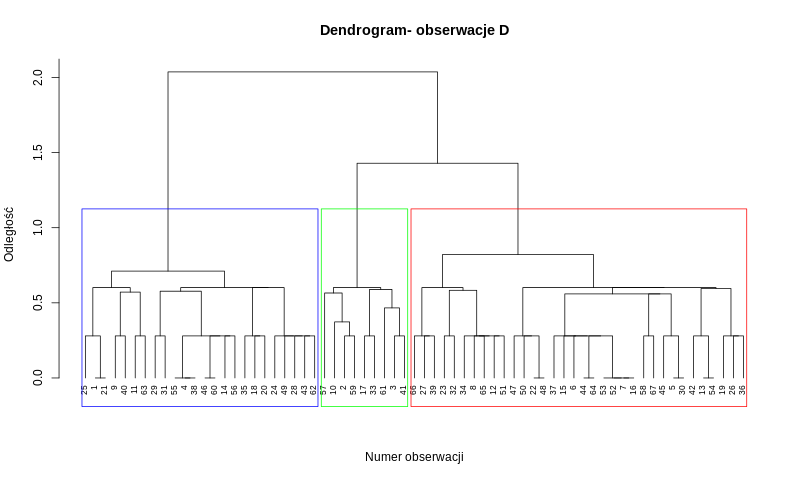 Dendrogram- obserwacje D
Odległość
2.0
1.5
1.0
0.5
0.0
25 1 21 9 40 11 63 29 31 55 4 38 46 60 14 56 35 18 20 24 49 28 43 62 57 10 2 59 17 33 61 3 41 66 27 39 23 32 34 8 65 12 51 47 50 22 48 37 15 6 44 64 53 52 7 16 58 67 45 5 30 42 13 54 19 26 36
Numer obserwacji